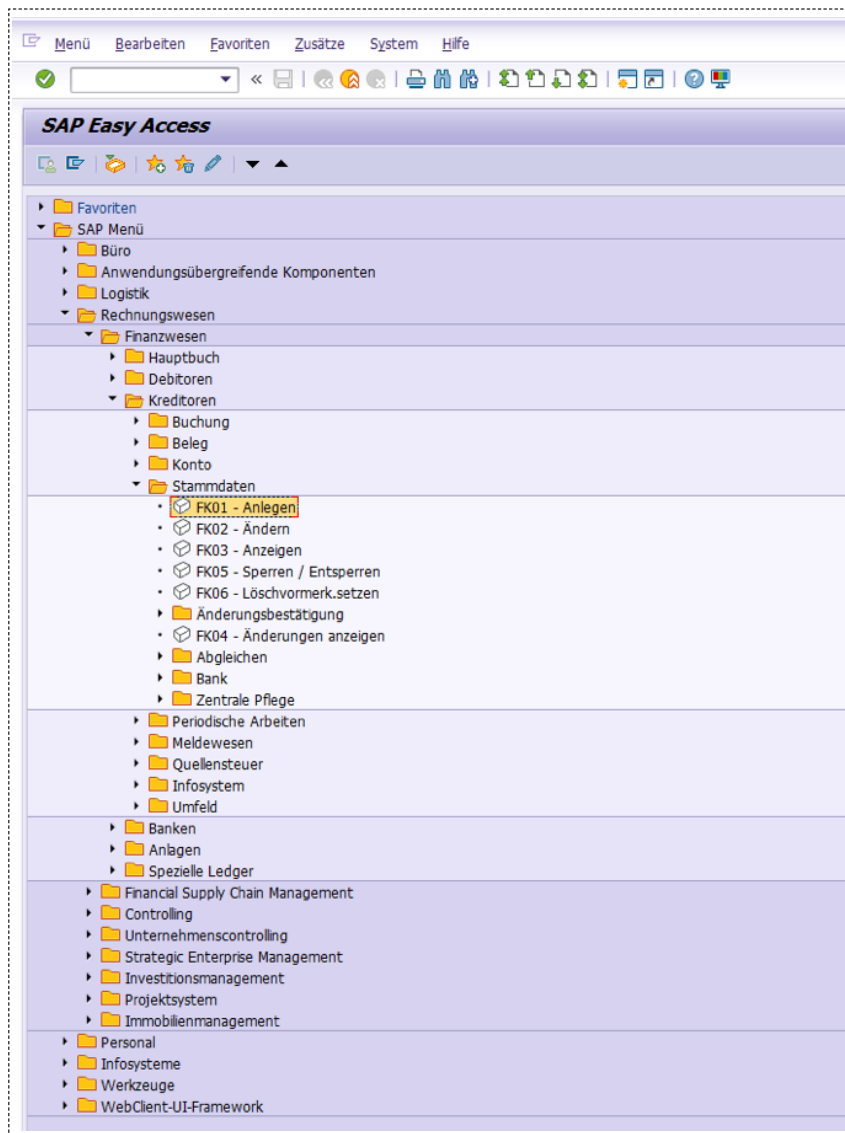 Menü Bearbeiten Favoriten Zusätze System Hilfe
SAP Easy Access
Favoriten
SAP Menü
Büro
Anwendungsübergreifende Komponenten
Logistik
Rechnungswesen
Finanzwesen
Hauptbuch
Debitoren
Kreditoren
Buchung
Beleg
Konto
Stammdaten
FK01 - Anlegen
FK02 - Ändern
FK03 - Anzeigen
FK05 - Sperren / Entsperren
FK06 - Löschvormerk.setzen
Änderungsbestätigung
FK04 - Änderungen anzeigen
Abgleichen
Bank
Zentrale Pflege
Periodische Arbeiten
Meldewesen
Quellensteuer
Infosystem
Umfeld
Banken
Anlagen
Spezielle Ledger
Financial Supply Chain Management
Controlling
Unternehmenscontrolling
Strategic Enterprise Management
Investitionsmanagement
Projektsystem
Immobilienmanagement
Personal
Infosysteme
Werkzeuge
WebClient-UI-Framework